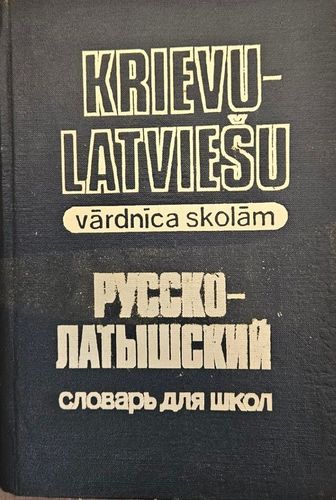 KRIEVU-
LATVIEŠU
vārdnīca skolām
РУССКО-
ЛАТЫШСКИЙ
словарь для школ